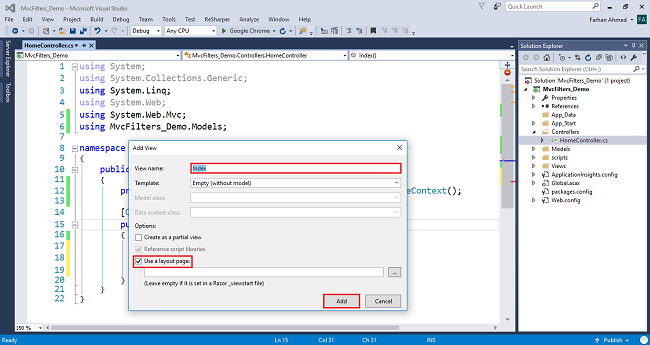 MvcFilters_Demo - Microsoft Visual Studio
Quick Launch (Ctrl+Q)
File Edit View Project Build Debug Team Tools Test ReSharper Analyze Window Help
Farhan Ahmed FA
Debug Any CPU Google Chrome
Server Explorer
Toolbox
HomeController.cs
MvcFilters_Demo MvcFilters_Demo.Controllers.HomeController Index()
1 using System;
2 using System.Collections.Generic;
3 using System.Linq;
4 using System.Web;
5 using System.Web.Mvc;
6 using MvcFilters_Demo.Models;
7
8 namespace
9 {
10 public
11 {
12 eContext();
13
14 [O
15 pu
16 {
17
18
19
20 }
21 }
22 }
Add View
View name: Index
Template: Empty (without model)
Model class:
Data context class:
Options:
Create as a partial view
Reference script libraries
Use a layout page:
...
(Leave empty if it is set in a Razor _viewstart file)
Add Cancel
Solution Explorer
Search Solution Explorer (Ctrl+;)
Solution 'MvcFilters_Demo' (1 project)
MvcFilters_Demo
Properties
References
App_Data
App_Start
Controllers
HomeController.cs
Models
scripts
Views
ApplicationInsights.config
Global.asax
packages.config
Web.config
150 %
Ready Ln 15 Col 31 Ch 31 INS Publish